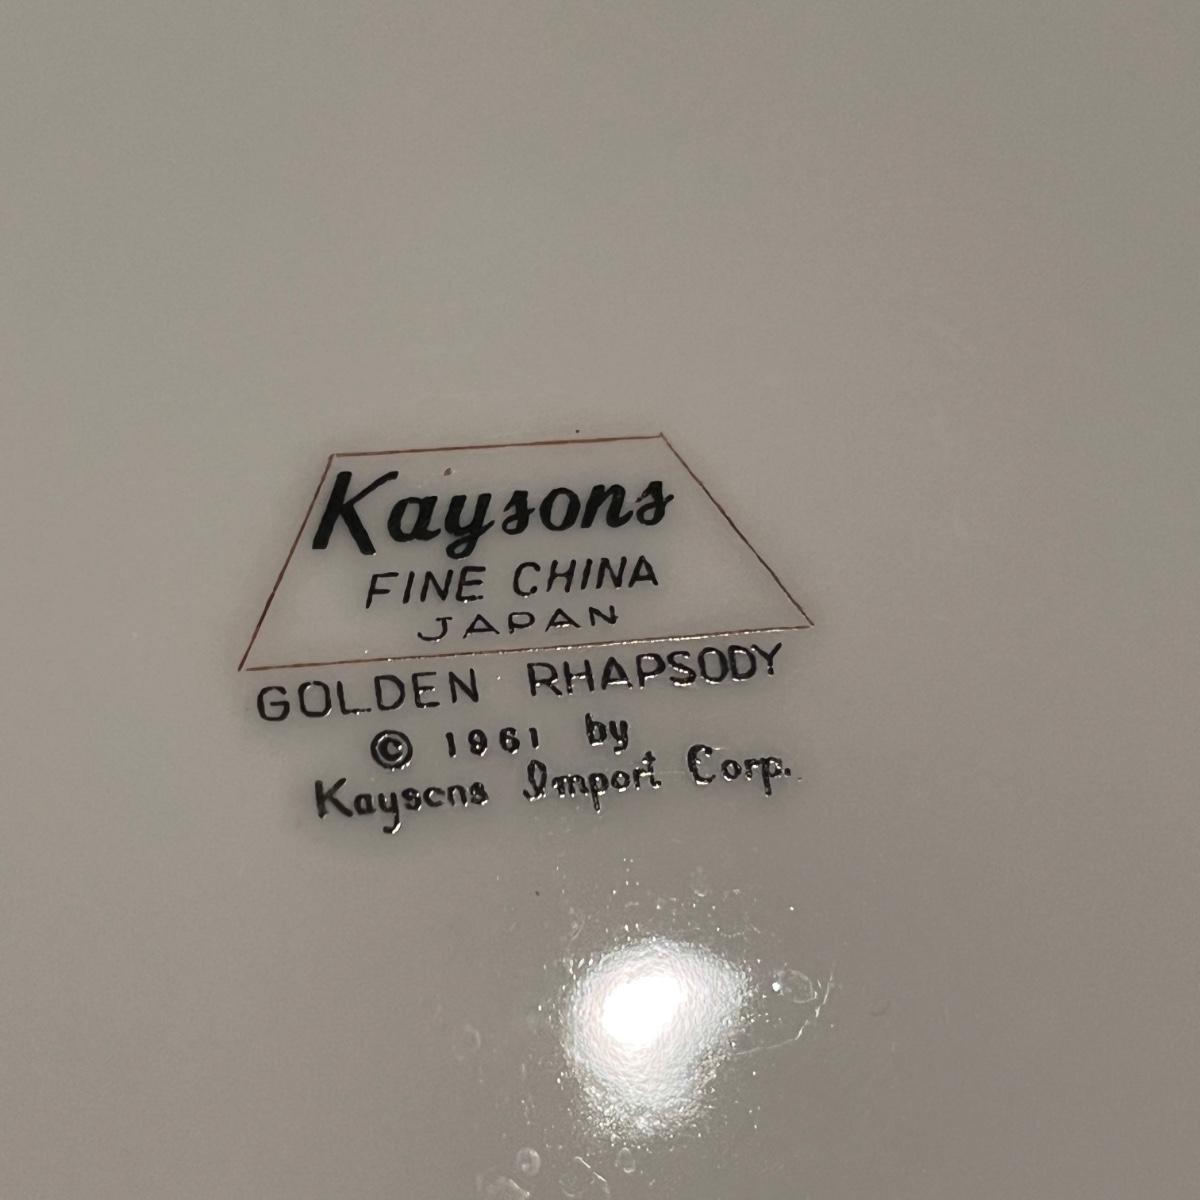 Kaysons
FINE CHINA
JAPAN
GOLDEN RHAPSODY
© 1961 by
Kaysons Import Corp.